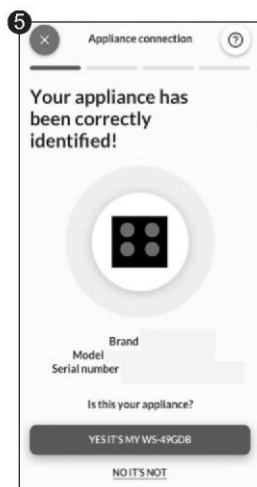 5
Appliance connection
?
Your appliance has
been correctly
identified!
Brand
Model
Serial number
Is this your appliance?
YES IT'S MY WS-49GDB
NO IT'S NOT